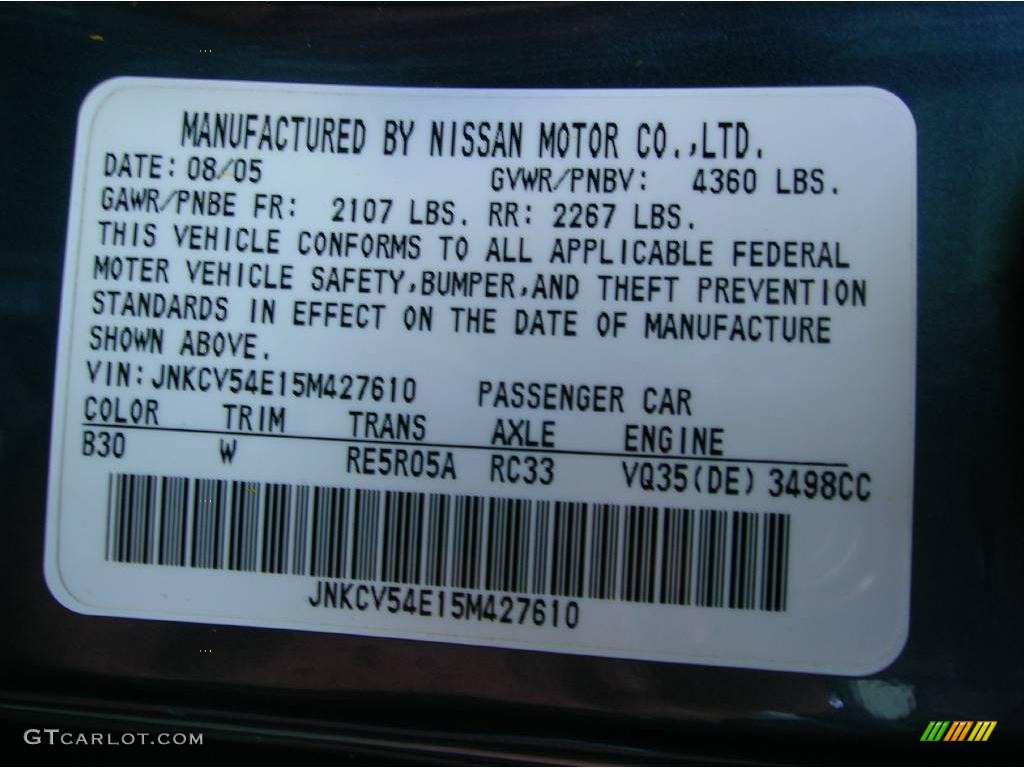 MANUFACTURED BY NISSAN MOTOR CO.,LTD.
DATE: 08/05 GVWR/PNBV: 4360 LBS.
GAWR/PNBE FR: 2107 LBS. RR: 2267 LBS.
THIS VEHICLE CONFORMS TO ALL APPLICABLE FEDERAL
MOTER VEHICLE SAFETY,BUMPER,AND THEFT PREVENTION
STANDARDS IN EFFECT ON THE DATE OF MANUFACTURE
SHOWN ABOVE.
VIN: JNKCV54E15M427610 PASSENGER CAR
COLOR TRIM TRANS AXLE ENGINE
B30 W RE5R05A RC33 VQ35(DE) 3498CC
JNKCV54E15M427610
GTCARLOT.COM